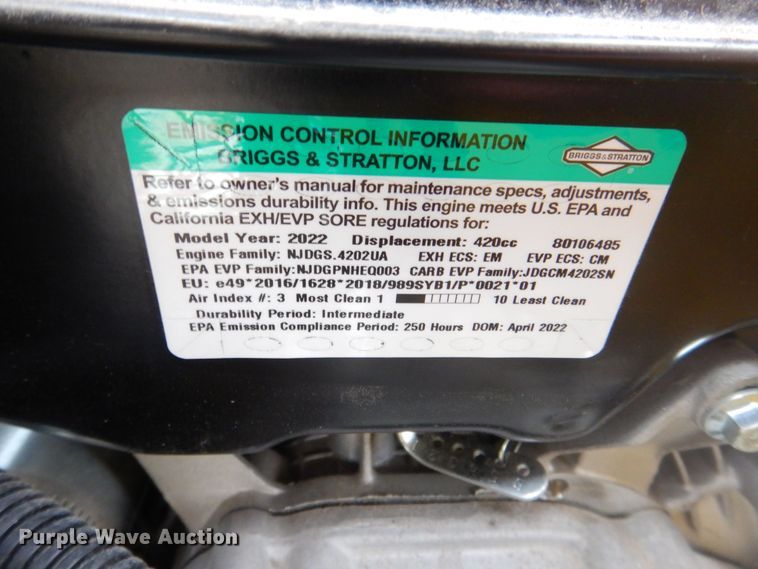 EMISSION CONTROL INFORMATION
BRIGGS & STRATTON, LLC
BRIGGS & STRATTON
®
Refer to owner's manual for maintenance specs, adjustments,
& emissions durability info. This engine meets U.S. EPA and
California EXH/EVP SORE regulations for:
Model Year: 2022 Displacement: 420cc 80106485
Engine Family: NJDGS.4202UA EXH ECS: EM EVP ECS: CM
EPA EVP Family:NJDGPNHEQ003 CARB EVP Family:JDGCM4202SN
EU: e49*2016/1628*2018/989SYB1/P*0021*01
Air Index #: 3 Most Clean 1 10 Least Clean
Durability Period: Intermediate
EPA Emission Compliance Period: 250 Hours DOM: April 2022
Purple Wave Auction